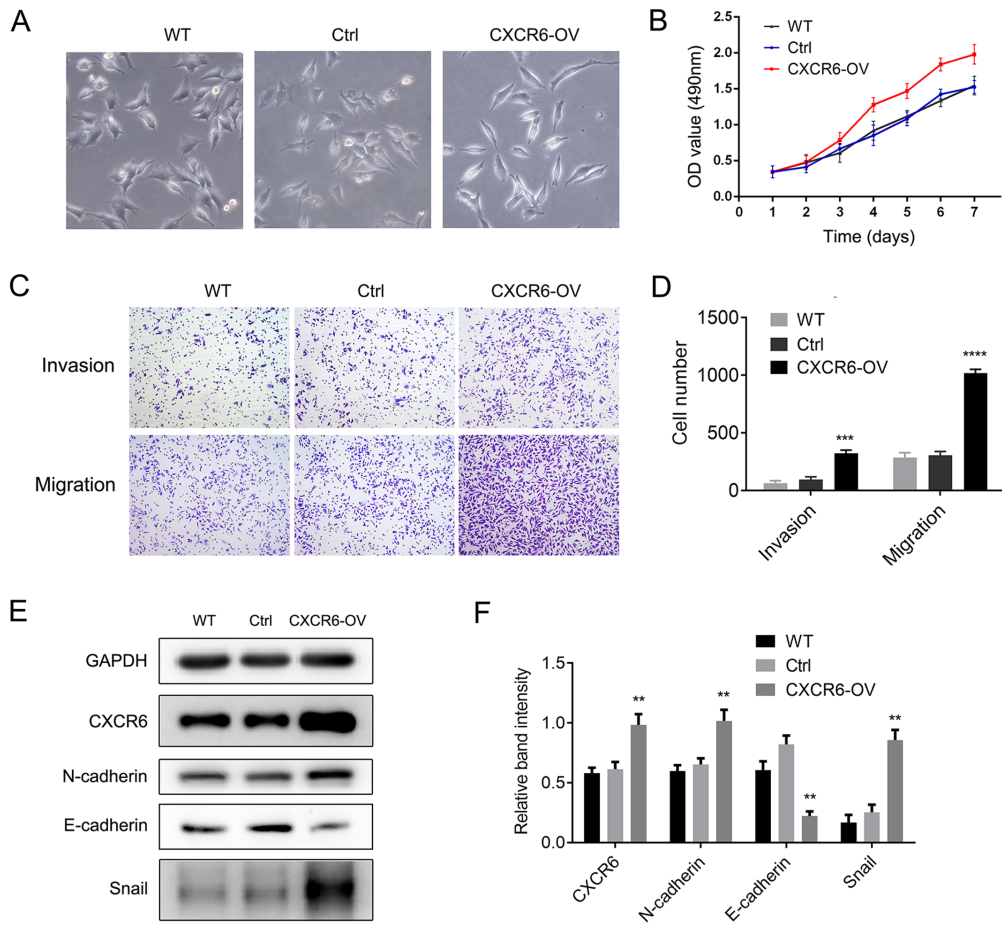 A
WT
Ctrl
CXCR6-OV
B
WT
Ctrl
CXCR6-OV
OD value (490nm)
2.5
2.0
1.5
1.0
0.5
0.0
0 1 2 3 4 5 6 7
Time (days)
C
WT
Ctrl
CXCR6-OV
Invasion
Migration
D
WT
Ctrl
CXCR6-OV
Cell number
1500
1000
500
0
***
****
Invasion
Migration
E
WT
Ctrl
CXCR6-OV
GAPDH
CXCR6
N-cadherin
E-cadherin
Snail
F
WT
Ctrl
CXCR6-OV
Relative band intensity
1.5
1.0
0.5
0.0
**
**
**
**
CXCR6
N-cadherin
E-cadherin
Snail